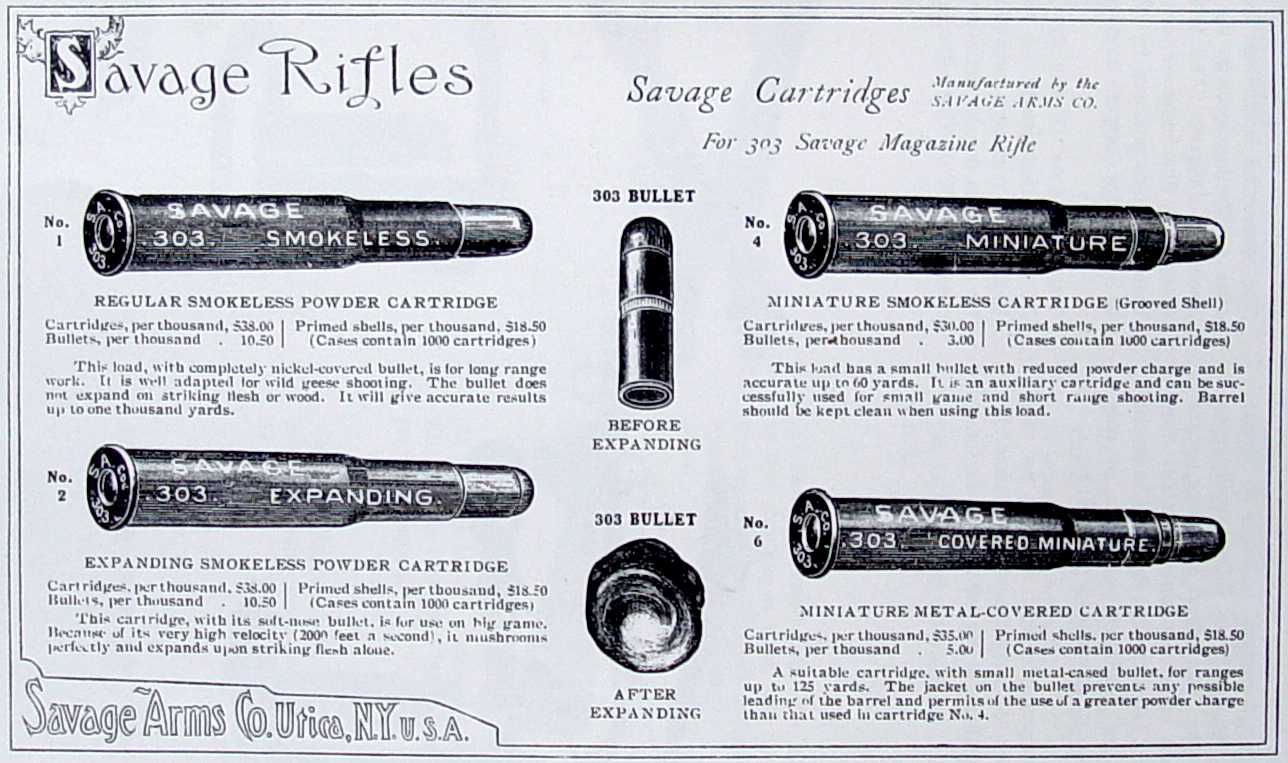 Savage Rifles
Savage Cartridges
Manufactured by the
SAVAGE ARMS CO.
For 303 Savage Magazine Rifle
No.
1
S A Co
303.
SAVAGE
.303. SMOKELESS.
REGULAR SMOKELESS POWDER CARTRIDGE
Cartridges, per thousand, $38.00 | Primed shells, per thousand, $18.50
Bullets, per thousand . 10.50 | (Cases contain 1000 cartridges)
This load, with completely nickel-covered bullet, is for long range
work. It is well adapted for wild geese shooting. The bullet does
not expand on striking flesh or wood. It will give accurate results
up to one thousand yards.
No.
2
S A Co.
303.
SAVAGE
.303. EXPANDING.
EXPANDING SMOKELESS POWDER CARTRIDGE
Cartridges, per thousand, $38.00 | Primed shells, per thousand, $18.50
Bullets, per thousand . 10.50 | (Cases contain 1000 cartridges)
This cartridge, with its soft-nose bullet, is for use on big game.
Because of its very high velocity (2000 feet a second), it mushrooms
perfectly and expands upon striking flesh alone.
Savage Arms Co. Utica, N.Y. U.S.A.
303 BULLET
BEFORE
EXPANDING
303 BULLET
AFTER
EXPANDING
No.
4
S A Co
303.
SAVAGE
.303. MINIATURE
MINIATURE SMOKELESS CARTRIDGE (Grooved Shell)
Cartridges, per thousand, $30.00 | Primed shells, per thousand, $18.50
Bullets, per thousand . 3.00 | (Cases contain 1000 cartridges)
This load has a small bullet with reduced powder charge and is
accurate up to 60 yards. It is an auxiliary cartridge and can be suc-
cessfully used for small game and short range shooting. Barrel
should be kept clean when using this load.
No.
6
S A Co.
303
SAVAGE
.303. COVERED MINIATURE.
MINIATURE METAL-COVERED CARTRIDGE
Cartridges, per thousand, $35.00 | Primed shells, per thousand, $18.50
Bullets, per thousand . 5.00 | (Cases contain 1000 cartridges)
A suitable cartridge, with small metal-cased bullet, for ranges
up to 125 yards. The jacket on the bullet prevents any possible
leading of the barrel and permits of the use of a greater powder charge
than that used in cartridge No. 4.